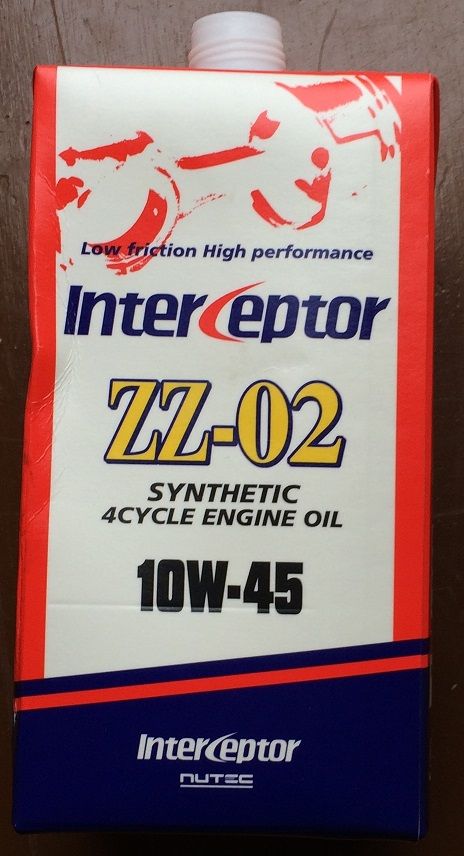 Low friction High performance
Interceptor
ZZ-02
SYNTHETIC
4CYCLE ENGINE OIL
10W-45
Interceptor
NUTEC